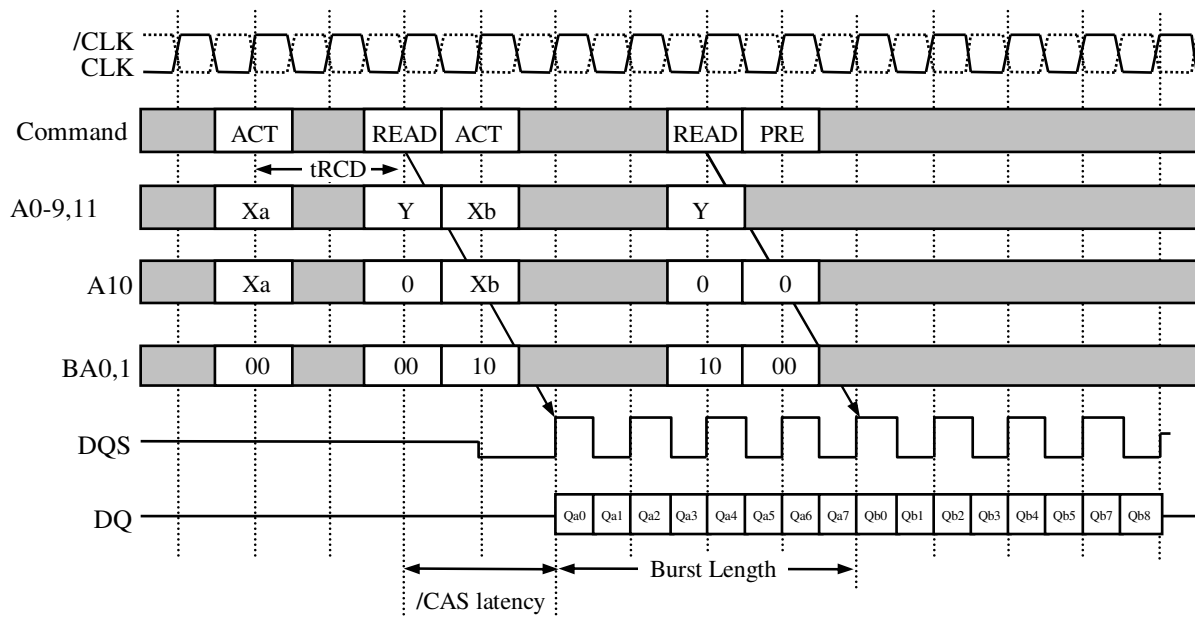 /CLK
CLK
Command ACT READ ACT READ PRE
tRCD
A0-9,11 Xa Y Xb Y
A10 Xa 0 Xb 0 0
BA0,1 00 00 10 10 00
DQS
DQ Qa0 Qa1 Qa2 Qa3 Qa4 Qa5 Qa6 Qa7 Qb0 Qb1 Qb2 Qb3 Qb4 Qb5 Qb7 Qb8
Burst Length
/CAS latency